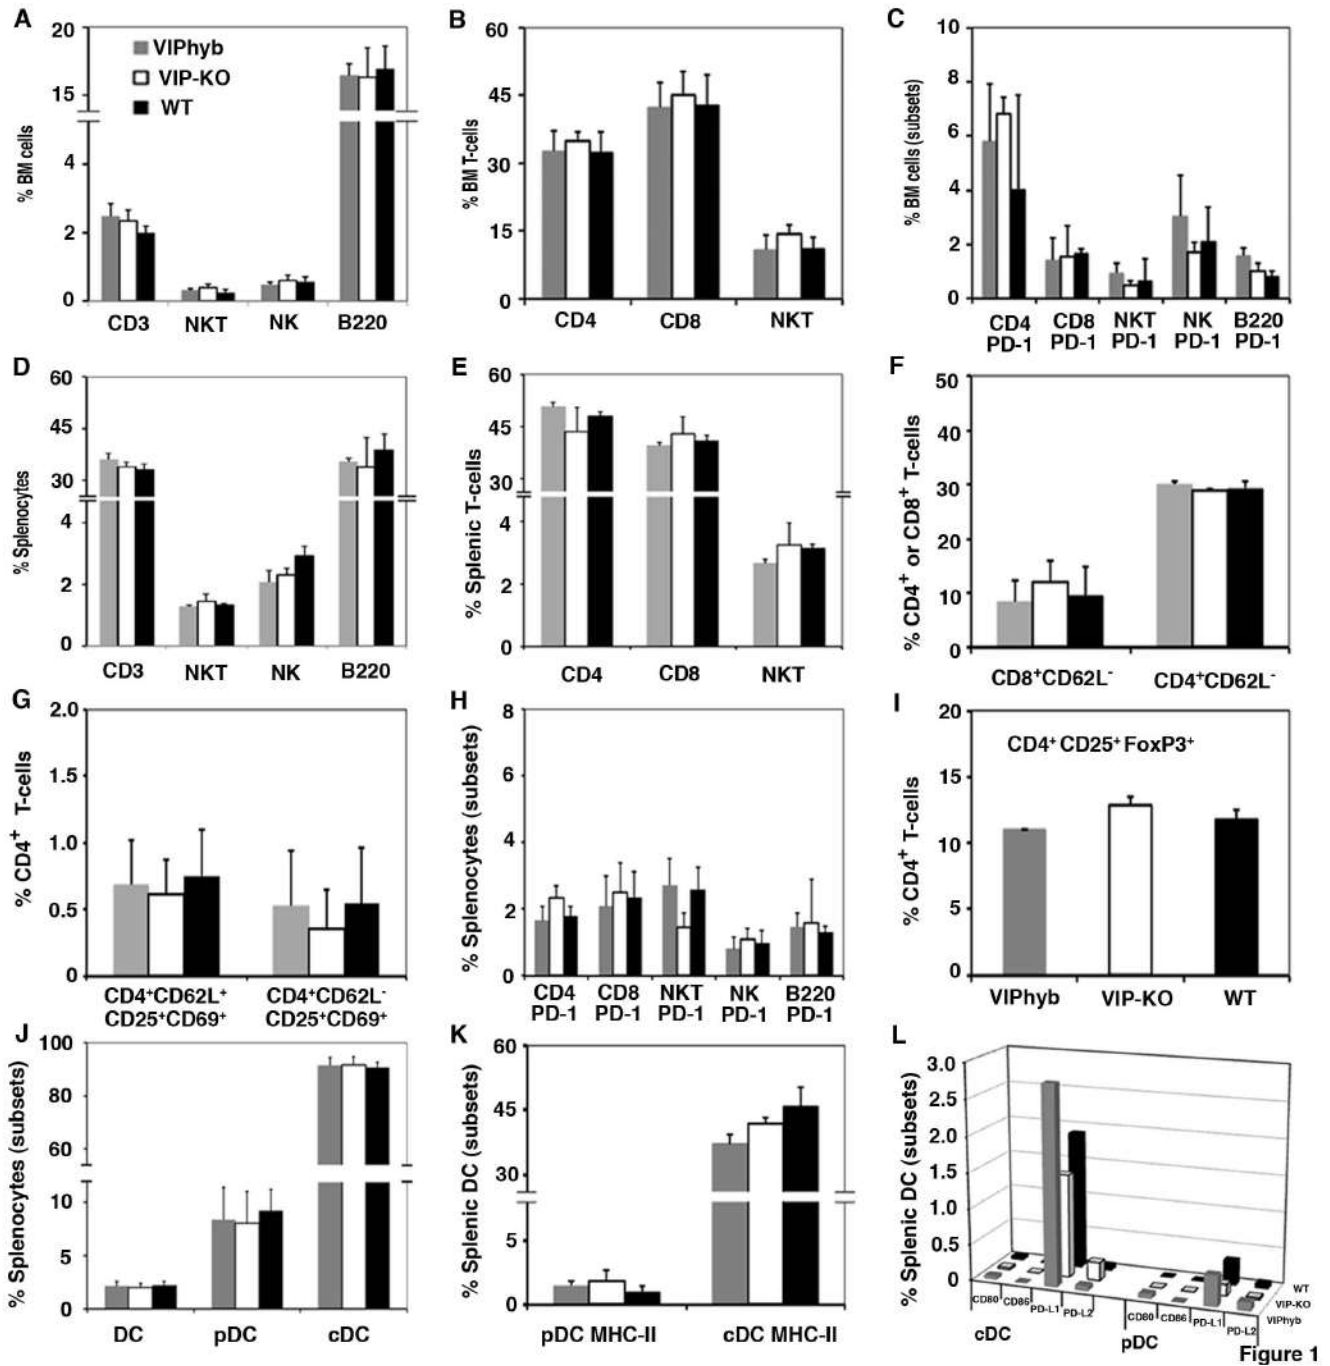 A
20
15
4
2
0
% BM cells
VIPhyb
VIP-KO
WT
CD3 NKT NK B220
B
60
45
30
15
0
% BM T-cells
CD4 CD8 NKT
C
10
8
6
4
2
0
% BM cells (subsets)
CD4 CD8 NKT NK B220
PD-1 PD-1 PD-1 PD-1 PD-1
D
60
45
30
4
2
0
% Splenocytes
CD3 NKT NK B220
E
60
45
30
4
2
0
% Splenic T-cells
CD4 CD8 NKT
F
50
40
30
20
10
0
% CD4⁺ or CD8⁺ T-cells
CD8⁺CD62L⁻ CD4⁺CD62L⁻
G
2.0
1.5
1.0
0.5
0
% CD4⁺ T-cells
CD4⁺CD62L⁺ CD4⁺CD62L⁻
CD25⁺CD69⁺ CD25⁺CD69⁺
H
8
6
4
2
0
% Splenocytes (subsets)
CD4 CD8 NKT NK B220
PD-1 PD-1 PD-1 PD-1 PD-1
I
20
15
10
5
0
% CD4⁺ T-cells
CD4⁺ CD25⁺ FoxP3⁺
VIPhyb VIP-KO WT
J
100
80
60
10
5
0
% Splenocytes (subsets)
DC pDC cDC
K
60
45
30
5
0
% Splenic DC (subsets)
pDC MHC-II cDC MHC-II
L
3.0
2.5
2.0
1.5
1.0
0.5
0
% Splenic DC (subsets)
CD80 CD86 PD-L1 PD-L2 CD80 CD86 PD-L1 PD-L2
cDC pDC
WT
VIP-KO
VIPhyb
Figure 1